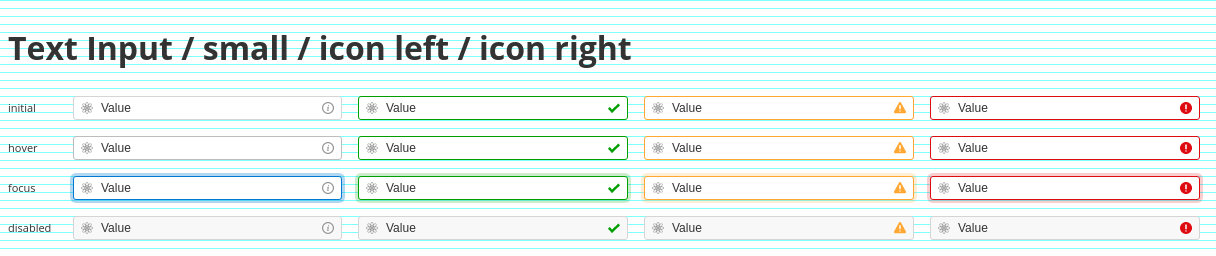 Text Input / small / icon left / icon right
initial Value Value Value Value
hover Value Value Value Value
focus Value Value Value Value
disabled Value Value Value Value